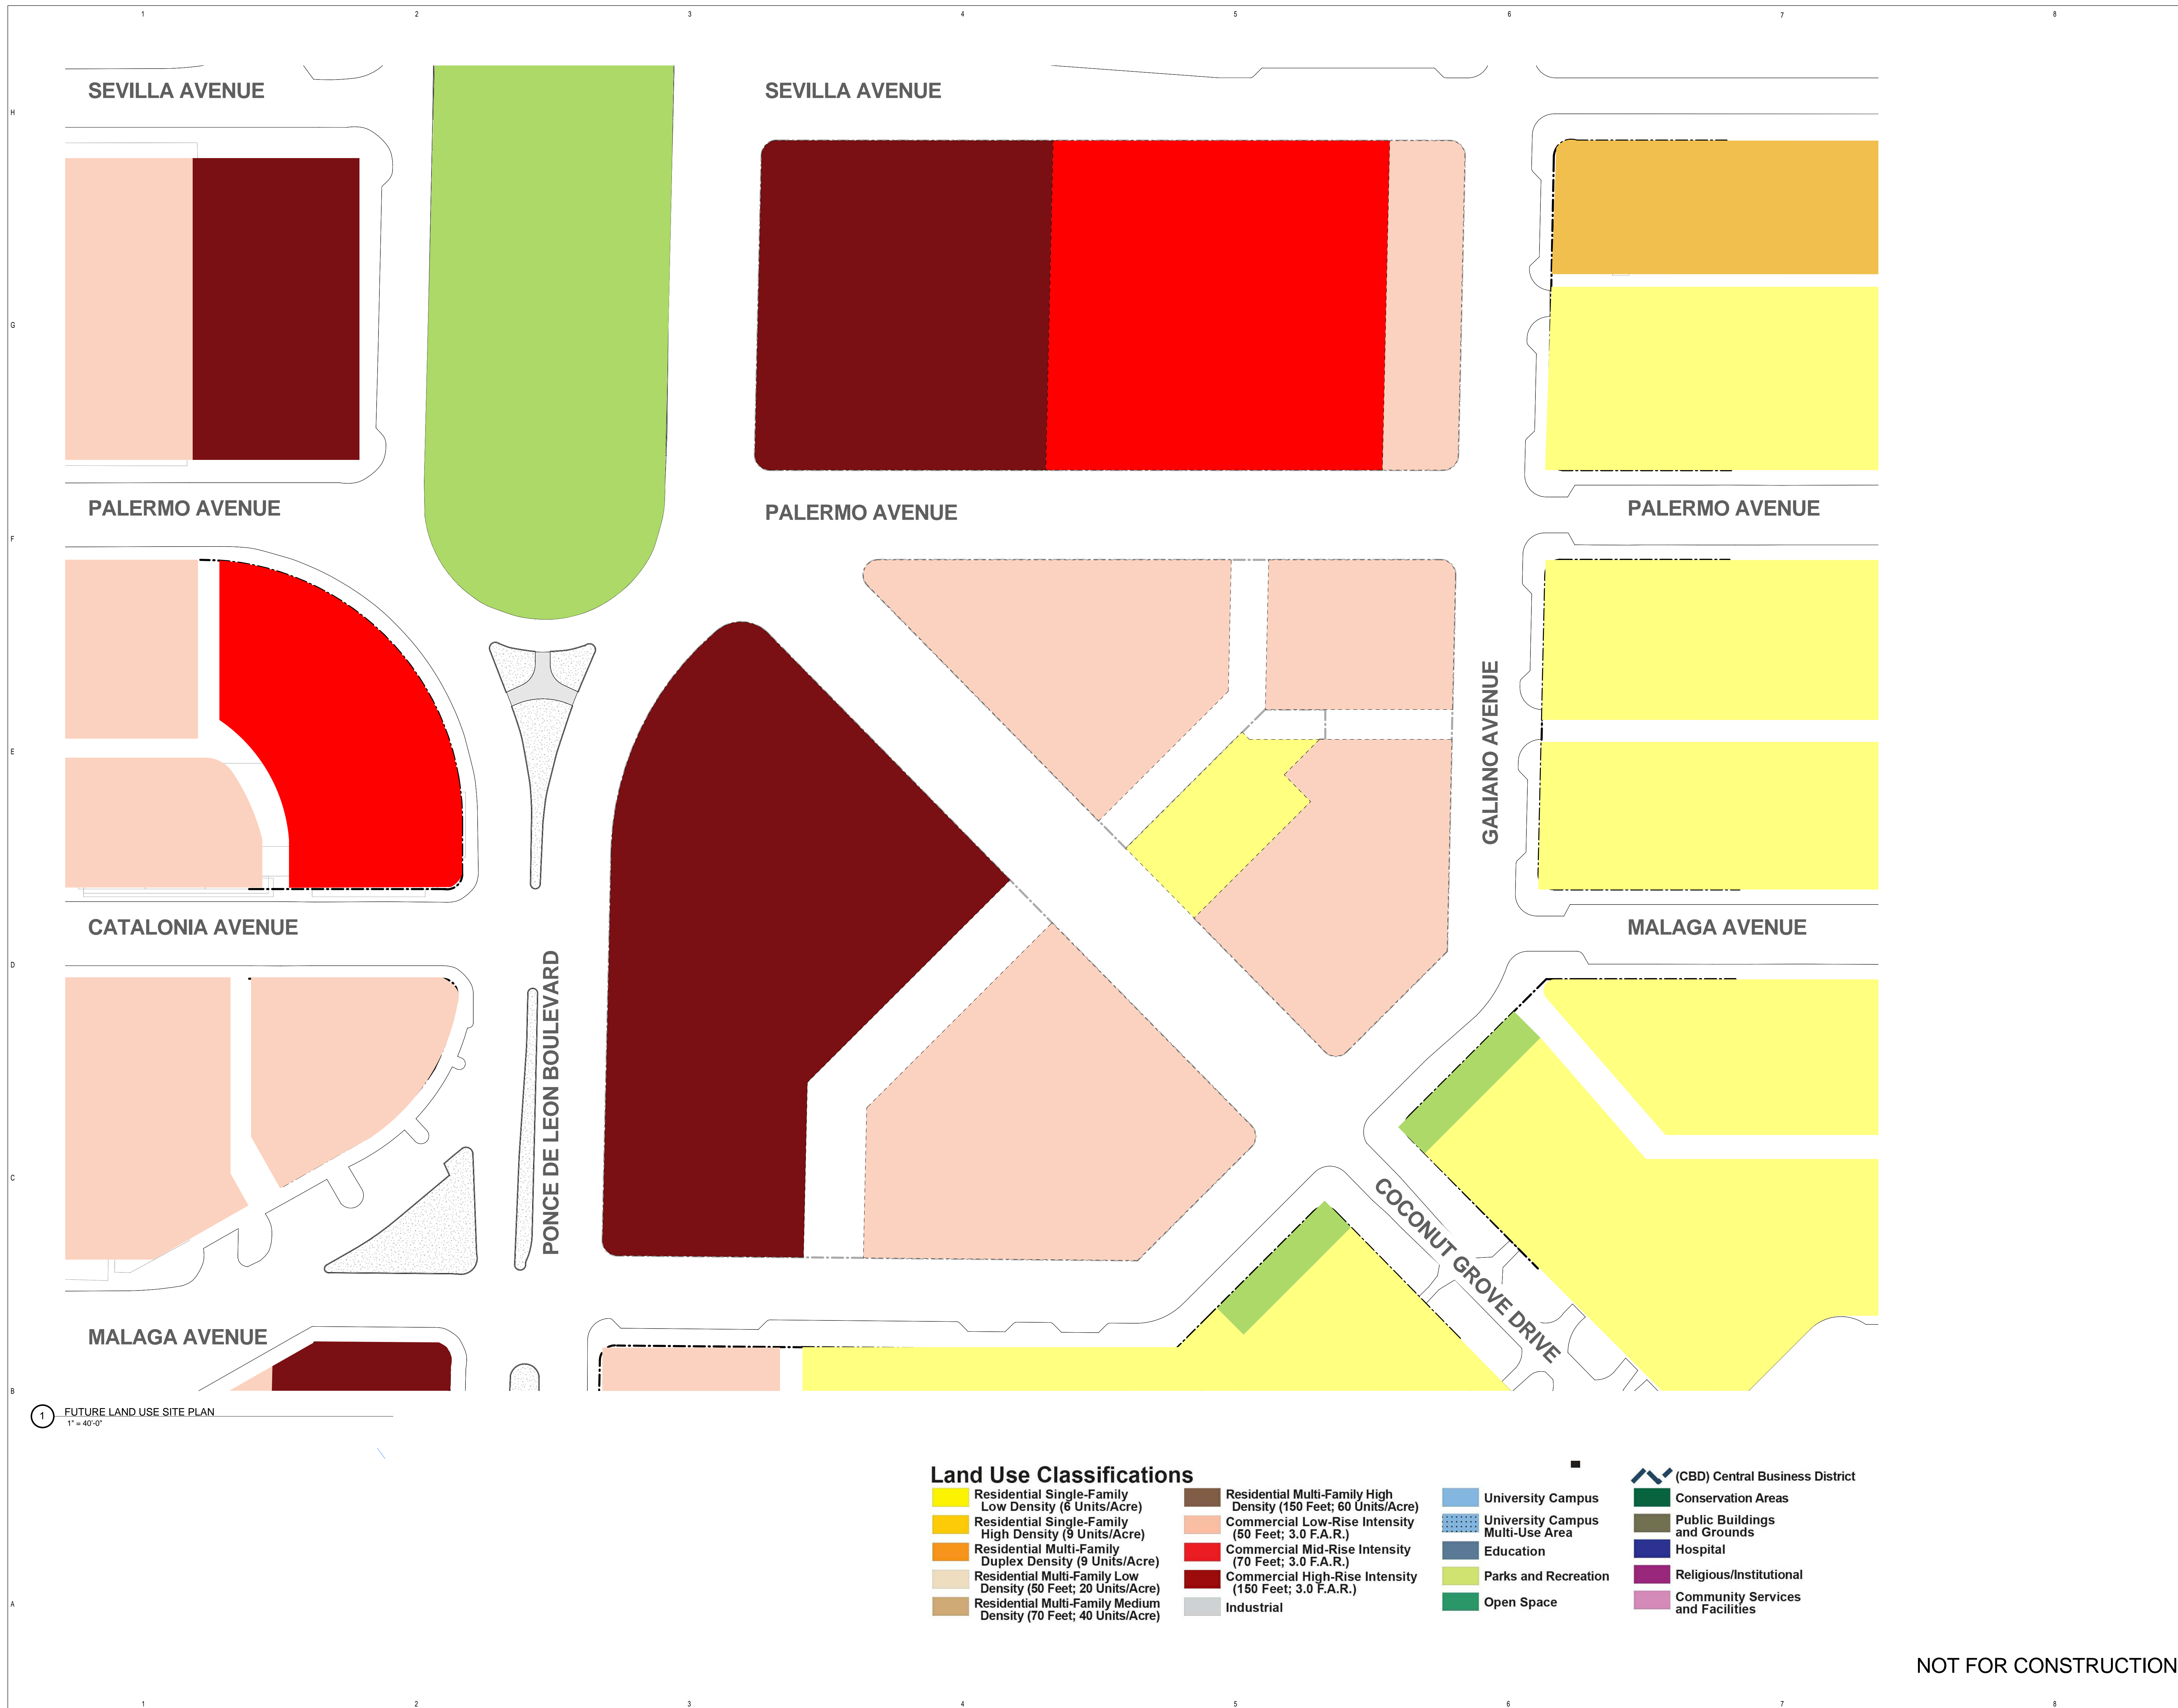 1 2 3 4 5 6 7 8
SEVILLA AVENUE
SEVILLA AVENUE
H
G
PALERMO AVENUE
PALERMO AVENUE
PALERMO AVENUE
F
GALIANO AVENUE
E
CATALONIA AVENUE
MALAGA AVENUE
D
PONCE DE LEON BOULEVARD
C
COCONUT GROVE DRIVE
MALAGA AVENUE
B
1
FUTURE LAND USE SITE PLAN
1" = 40'-0"
Land Use Classifications
Residential Single-Family
Low Density (6 Units/Acre)
Residential Single-Family
High Density (9 Units/Acre)
Residential Multi-Family
Duplex Density (9 Units/Acre)
Residential Multi-Family Low
Density (50 Feet; 20 Units/Acre)
Residential Multi-Family Medium
Density (70 Feet; 40 Units/Acre)
Residential Multi-Family High
Density (150 Feet; 60 Units/Acre)
Commercial Low-Rise Intensity
(50 Feet; 3.0 F.A.R.)
Commercial Mid-Rise Intensity
(70 Feet; 3.0 F.A.R.)
Commercial High-Rise Intensity
(150 Feet; 3.0 F.A.R.)
Industrial
University Campus
University Campus
Multi-Use Area
Education
Parks and Recreation
Open Space
(CBD) Central Business District
Conservation Areas
Public Buildings
and Grounds
Hospital
Religious/Institutional
Community Services
and Facilities
A
NOT FOR CONSTRUCTION
1 2 3 4 5 6 7 8